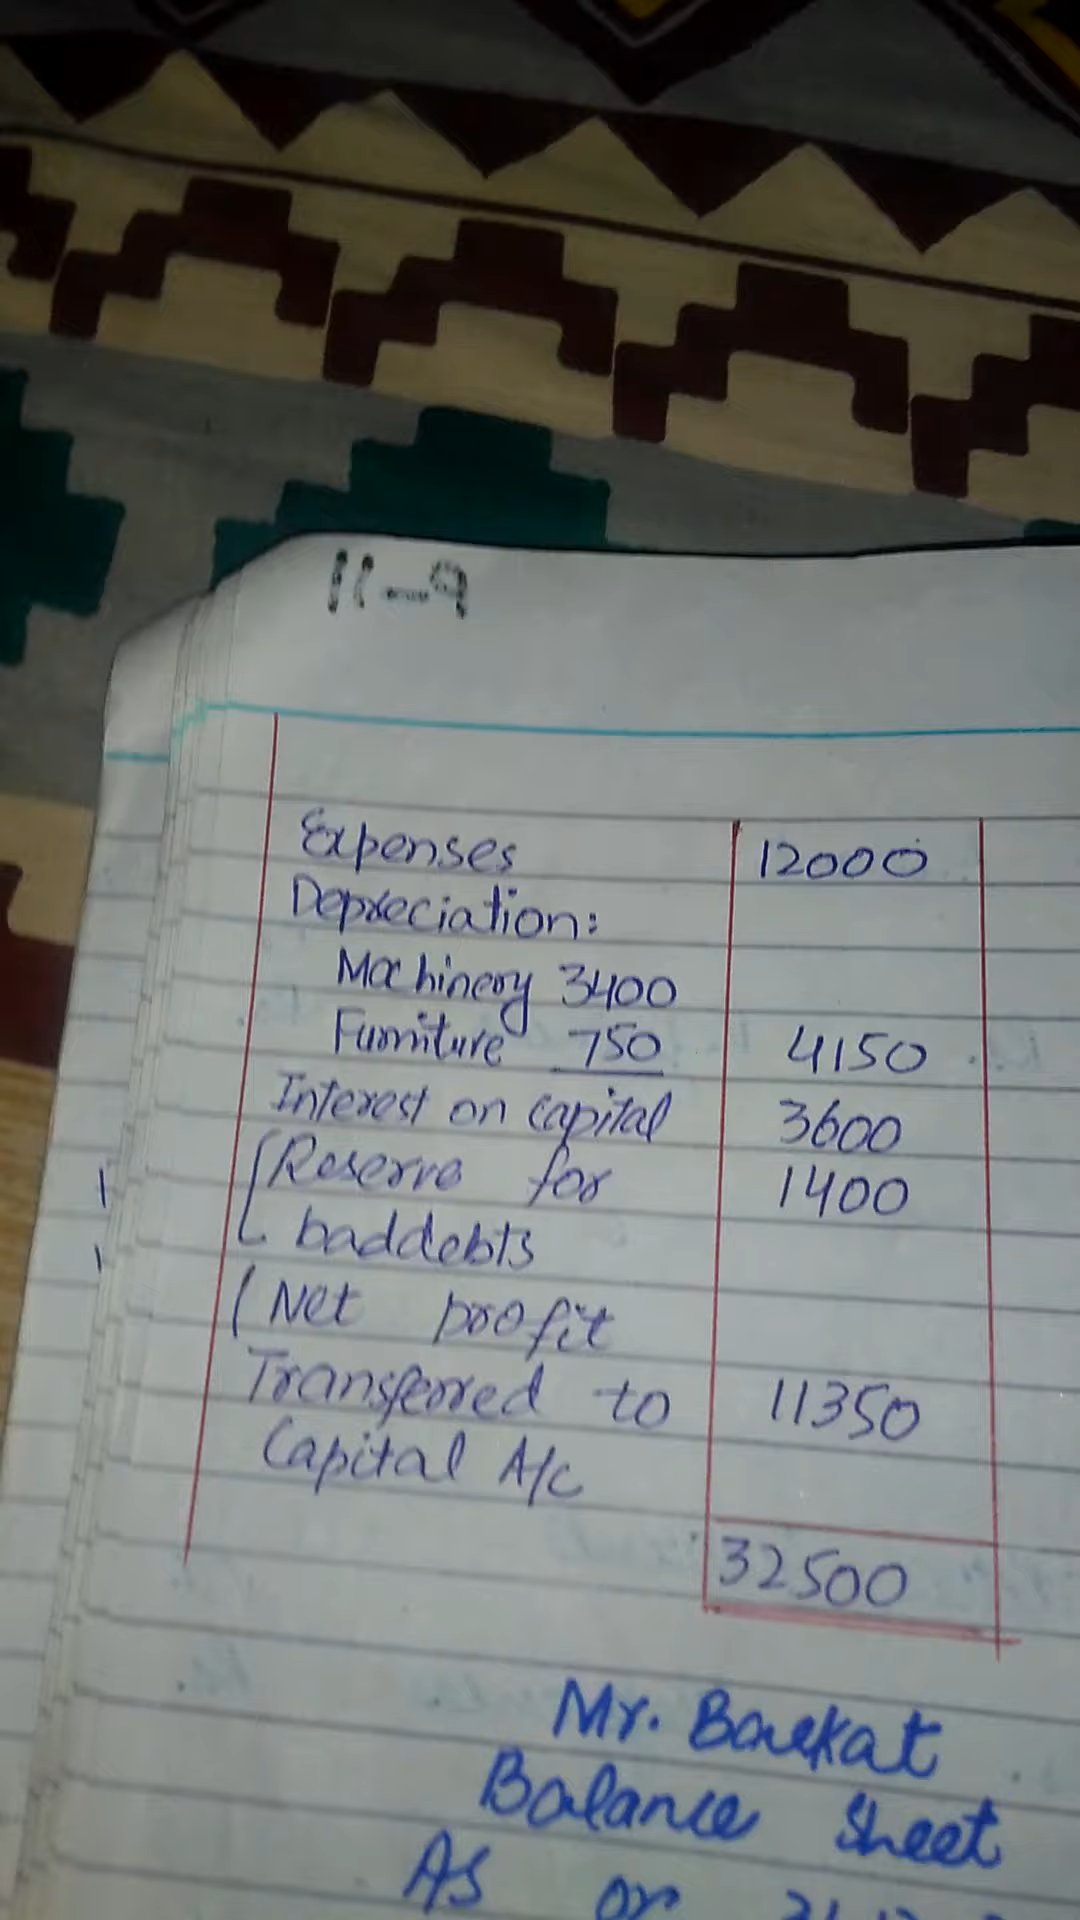 11-9
Expenses 12000
Depreciation:
Machinery 3400
Furniture 750 4150
Interest on capital 3600
Reserve for 1400
baddebts
Net profit
Transferred to 11350
Capital A/c
32500
Mr. Barkat
Balance Sheet
As on